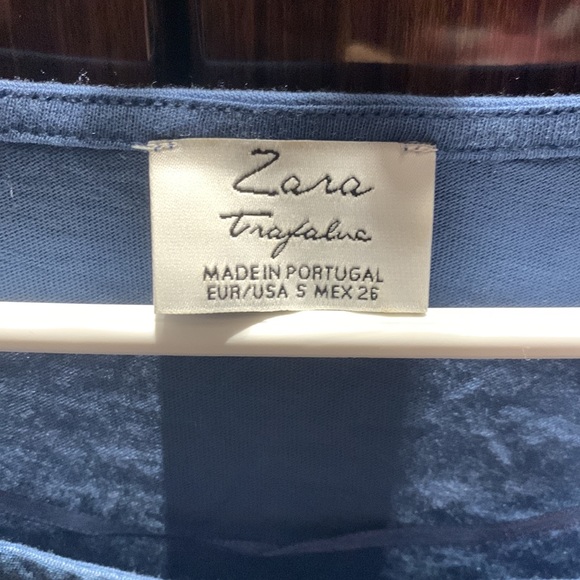 Zara
Trafaluc
MADE IN PORTUGAL
EUR/USA S MEX 26